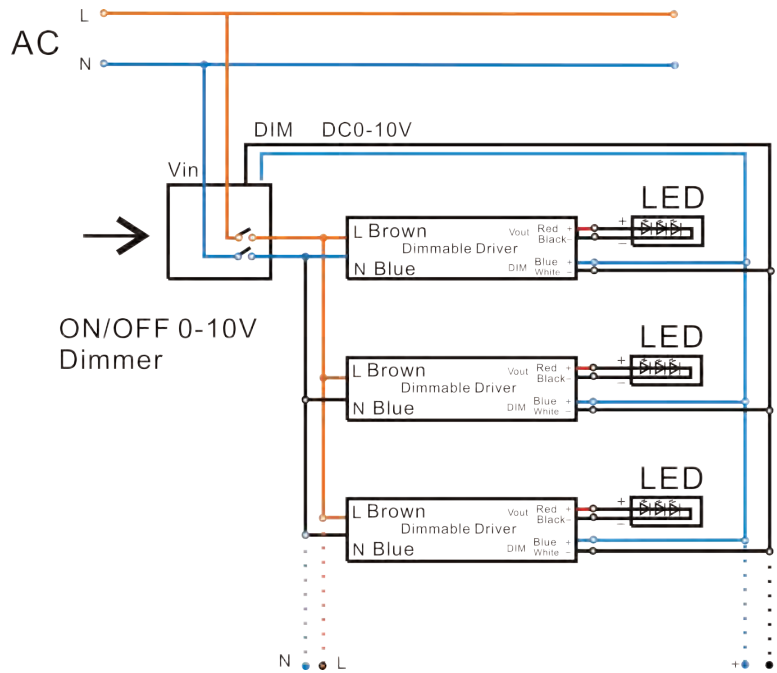 L
AC
N
DIM DC0-10V
Vin
ON/OFF 0-10V
Dimmer
L Brown
Dimmable Driver
N Blue
Vout Red +
Black−
DIM Blue +
White −
LED
+
−
L Brown
Dimmable Driver
N Blue
Vout Red +
Black−
DIM Blue +
White −
LED
+
−
L Brown
Dimmable Driver
N Blue
Vout Red +
Black−
DIM Blue +
White −
LED
+
−
N L
+